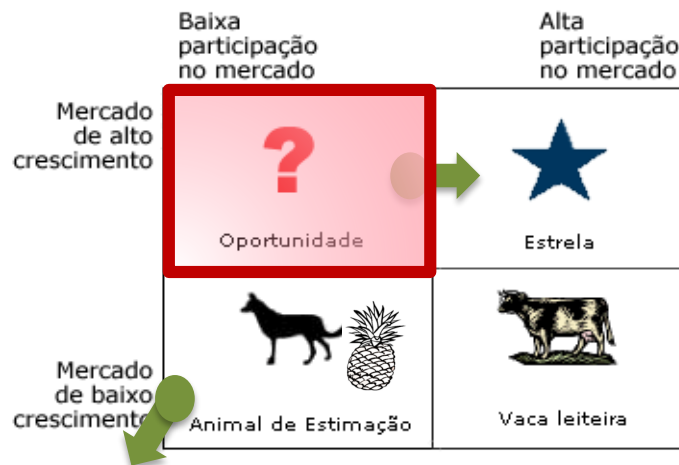 Baixa
participação
no mercado
Alta
participação
no mercado
Mercado
de alto
crescimento
?
Oportunidade
Estrela
Mercado
de baixo
crescimento
Animal de Estimação
Vaca leiteira